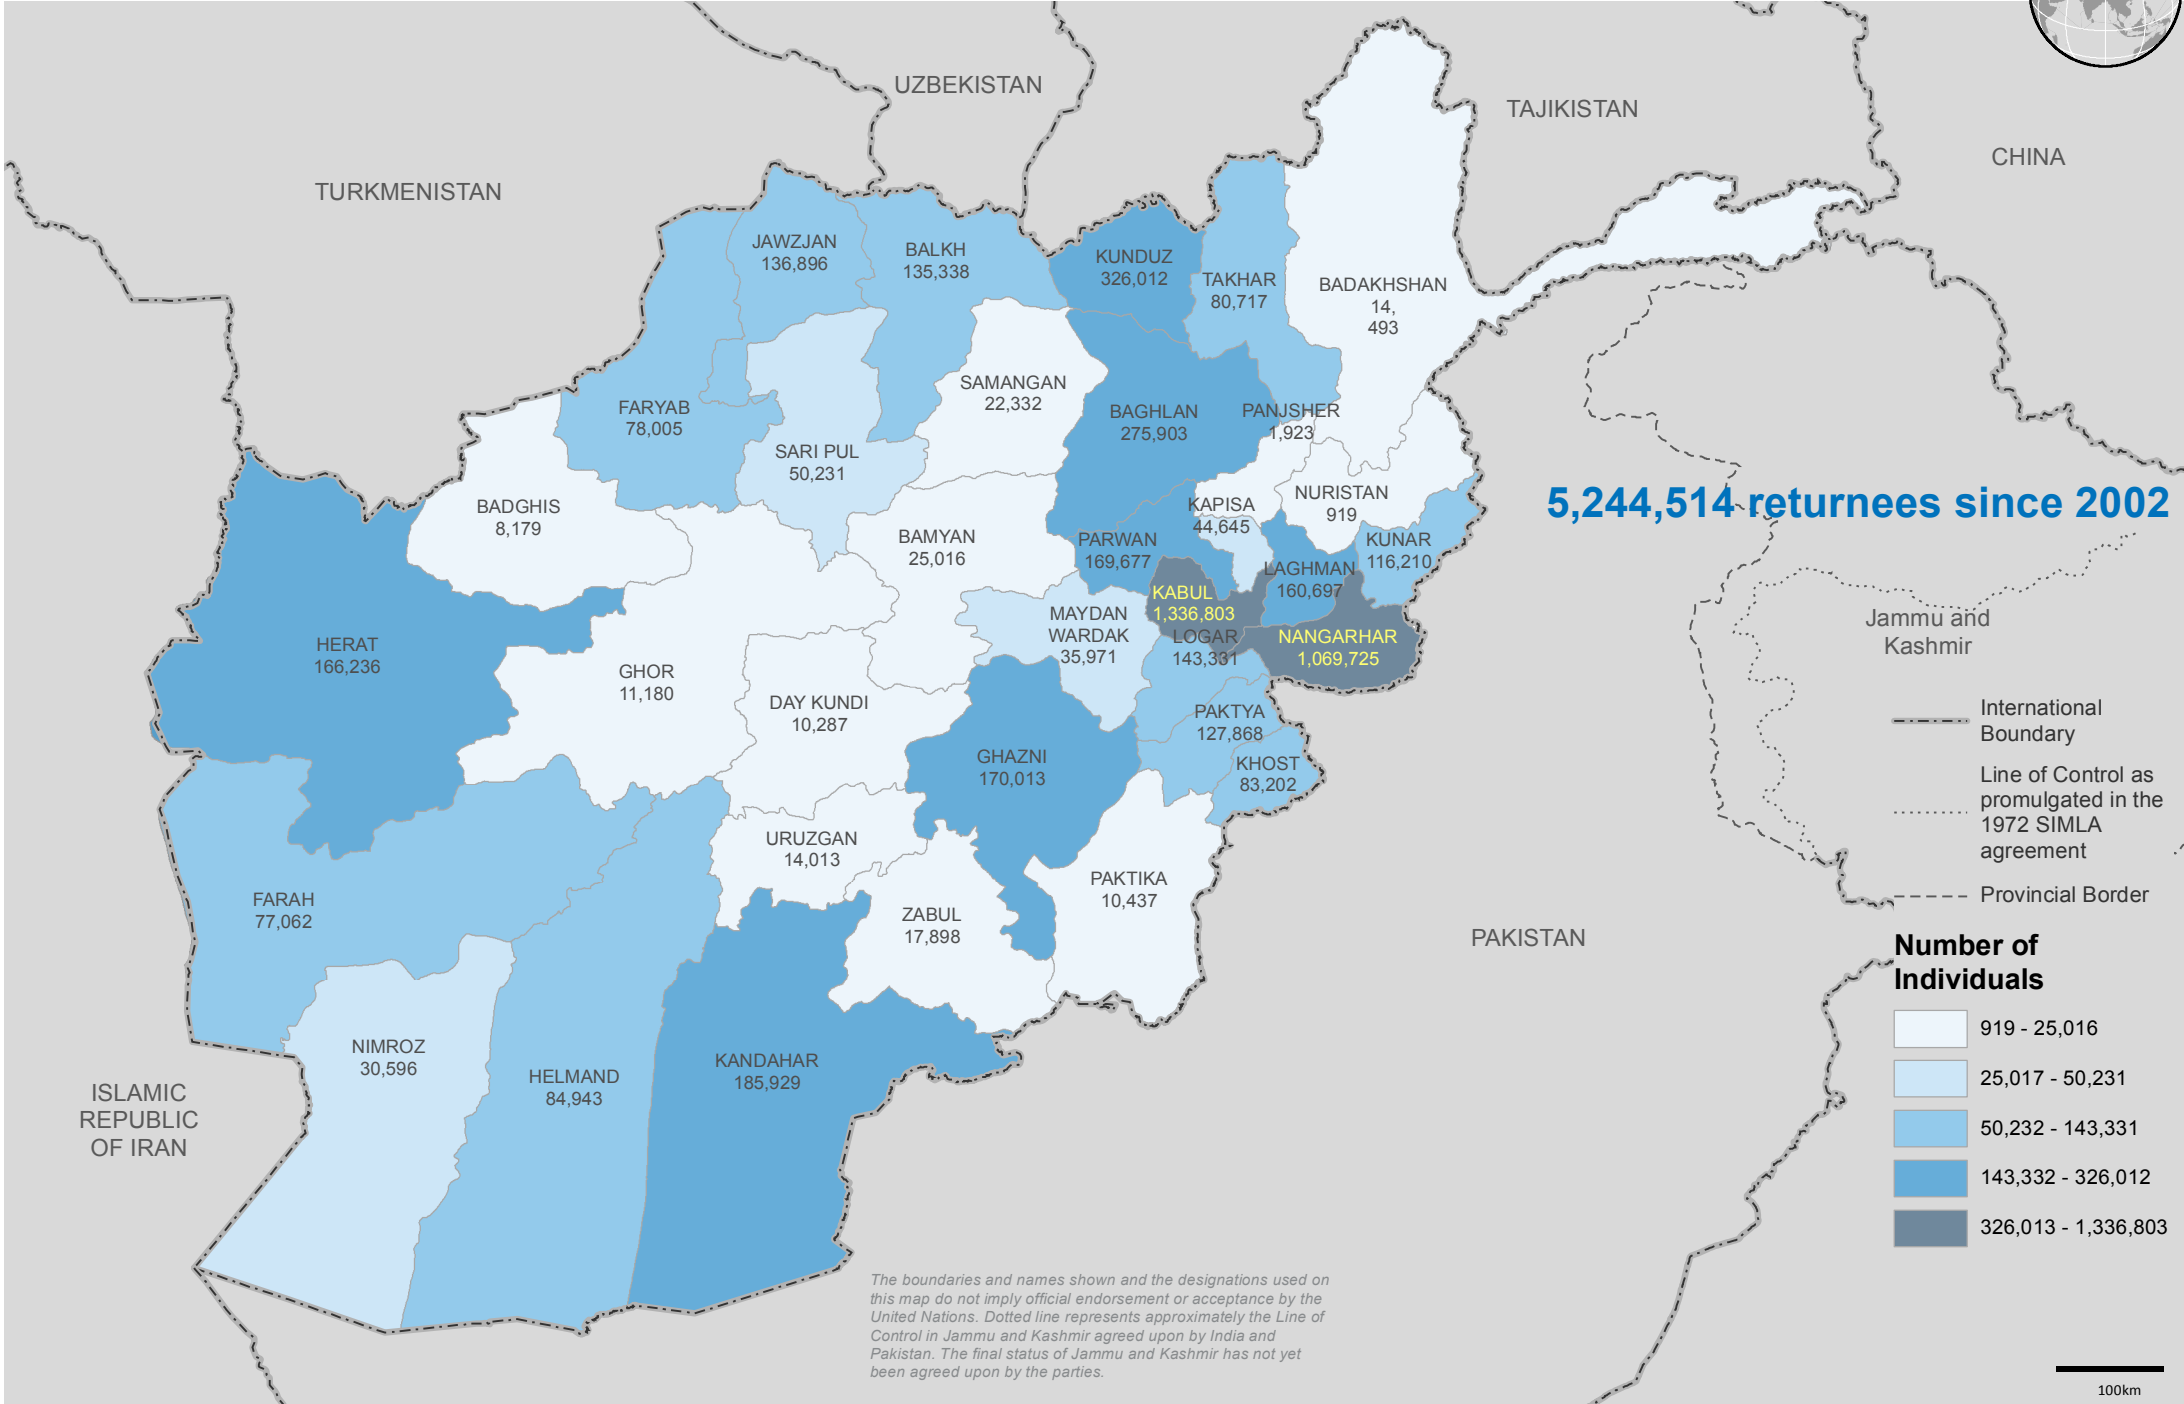 UZBEKISTAN
TAJIKISTAN
CHINA
TURKMENISTAN
JAWZJAN
136,896
BALKH
135,338
KUNDUZ
326,012
TAKHAR
80,717
BADAKHSHAN
14,
493
SAMANGAN
22,332
FARYAB
78,005
BAGHLAN
275,903
PANJSHER
1,923
SARI PUL
50,231
BADGHIS
8,179
NURISTAN
919
KAPISA
44,645
5,244,514 returnees since 2002
BAMYAN
25,016
PARWAN
169,677
KUNAR
116,210
LAGHMAN
160,697
KABUL
1,336,803
MAYDAN
WARDAK
35,971
LOGAR
143,331
NANGARHAR
1,069,725
HERAT
166,236
GHOR
11,180
DAY KUNDI
10,287
PAKTYA
127,868
GHAZNI
170,013
KHOST
83,202
URUZGAN
14,013
PAKTIKA
10,437
FARAH
77,062
ZABUL
17,898
NIMROZ
30,596
HELMAND
84,943
KANDAHAR
185,929
PAKISTAN
ISLAMIC
REPUBLIC
OF IRAN
Jammu and
Kashmir
International
Boundary
Line of Control as
promulgated in the
1972 SIMLA
agreement
Provincial Border
Number of
Individuals
919 - 25,016
25,017 - 50,231
50,232 - 143,331
143,332 - 326,012
326,013 - 1,336,803
The boundaries and names shown and the designations used on
this map do not imply official endorsement or acceptance by the
United Nations. Dotted line represents approximately the Line of
Control in Jammu and Kashmir agreed upon by India and
Pakistan. The final status of Jammu and Kashmir has not yet
been agreed upon by the parties.
100km